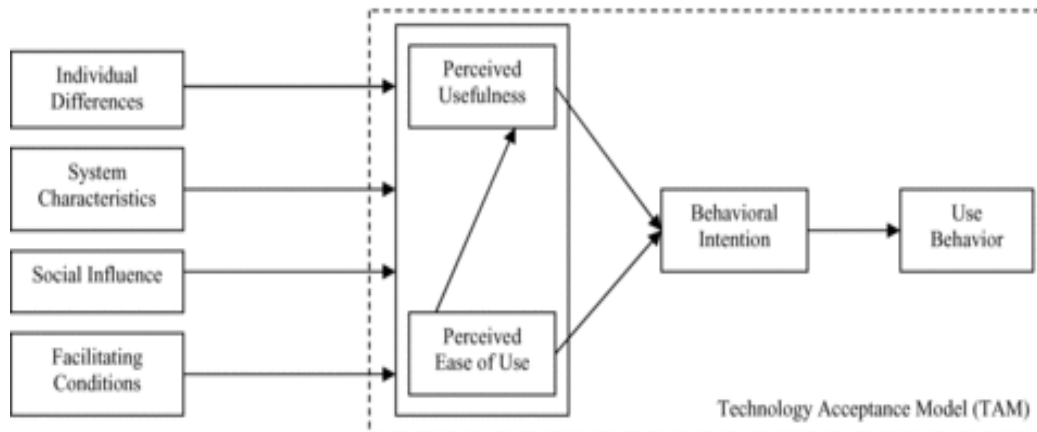 Individual
Differences
System
Characteristics
Social Influence
Facilitating
Conditions
Perceived
Usefulness
Perceived
Ease of Use
Behavioral
Intention
Use
Behavior
Technology Acceptance Model (TAM)